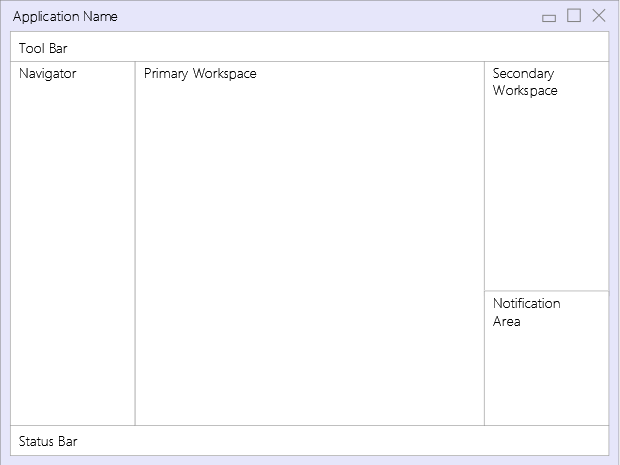 Application Name
Tool Bar
Navigator
Primary Workspace
Secondary
Workspace
Notification
Area
Status Bar